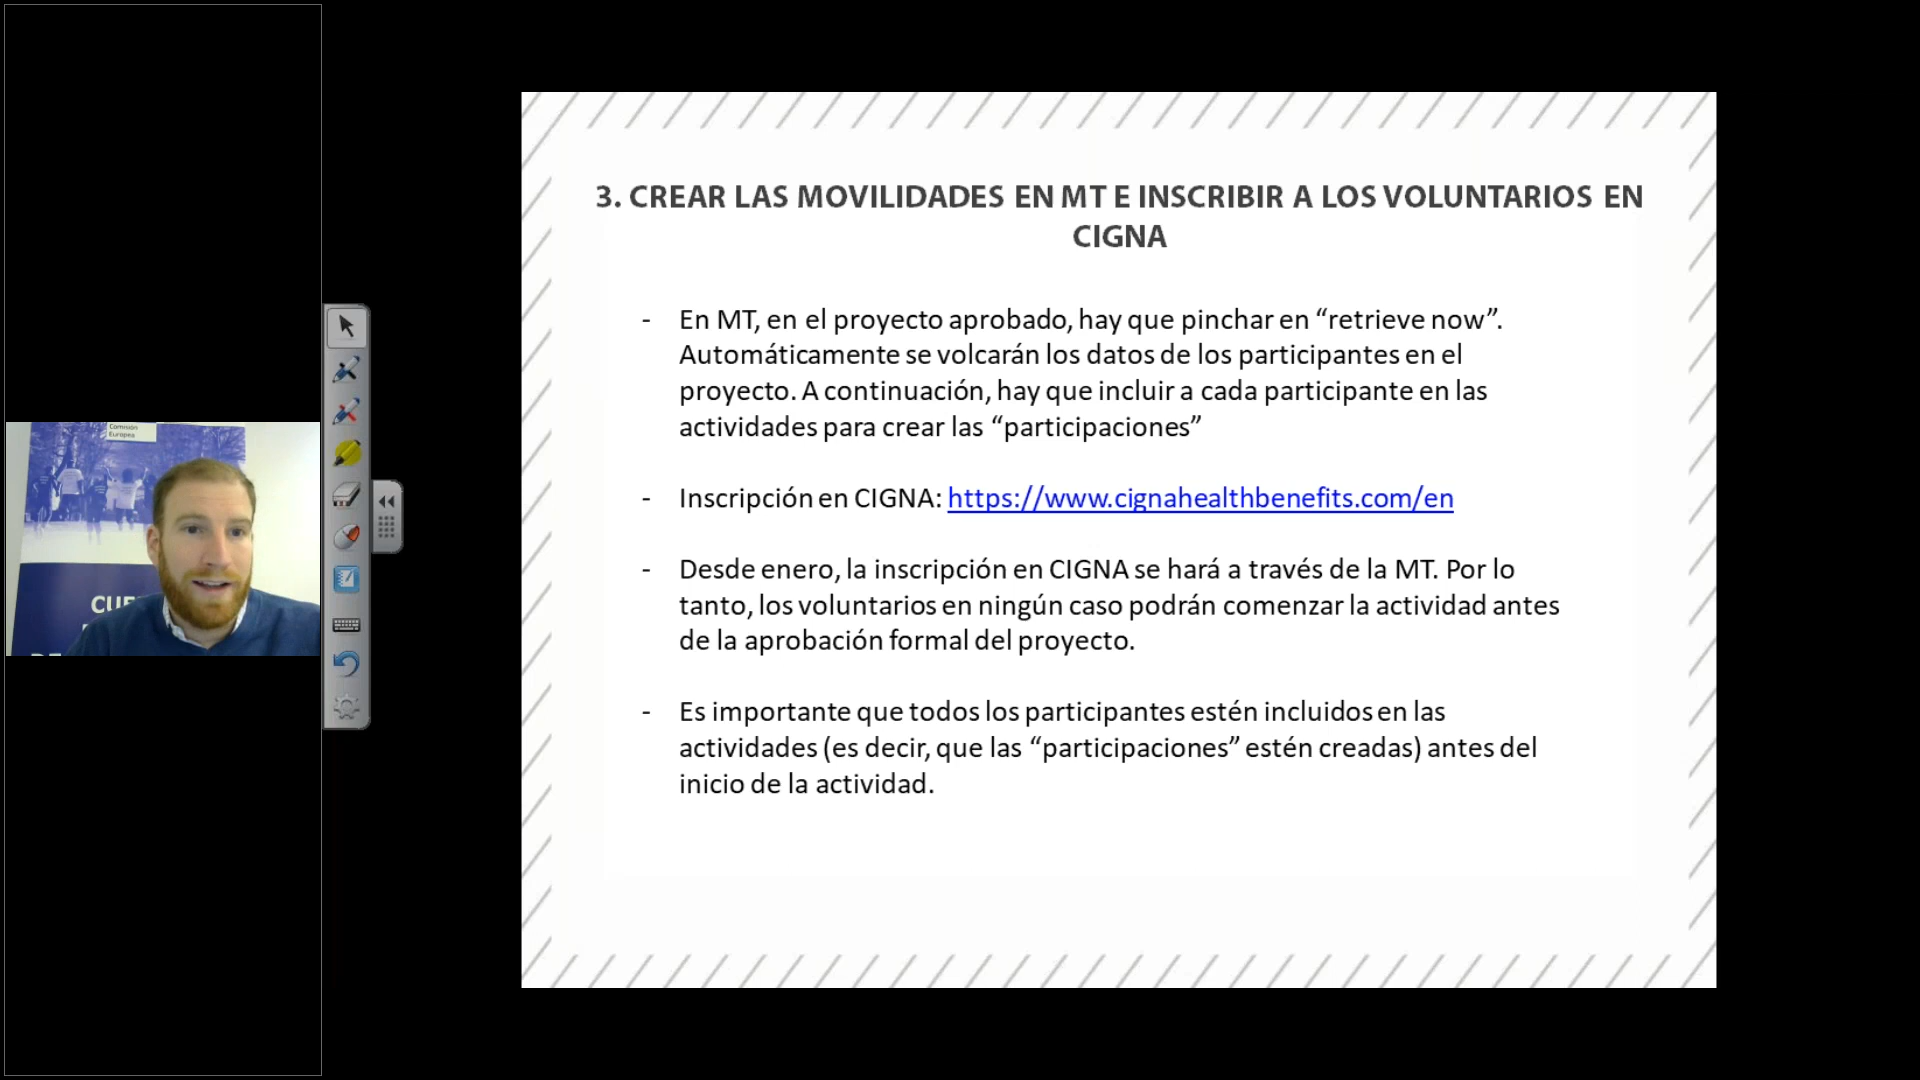 Comisión
Europea
CUE
DE
3. CREAR LAS MOVILIDADES EN MT E INSCRIBIR A LOS VOLUNTARIOS EN
CIGNA
- En MT, en el proyecto aprobado, hay que pinchar en “retrieve now”.
Automáticamente se volcarán los datos de los participantes en el
proyecto. A continuación, hay que incluir a cada participante en las
actividades para crear las “participaciones”
- Inscripción en CIGNA: https://www.cignahealthbenefits.com/en
- Desde enero, la inscripción en CIGNA se hará a través de la MT. Por lo
tanto, los voluntarios en ningún caso podrán comenzar la actividad antes
de la aprobación formal del proyecto.
- Es importante que todos los participantes estén incluidos en las
actividades (es decir, que las “participaciones” estén creadas) antes del
inicio de la actividad.